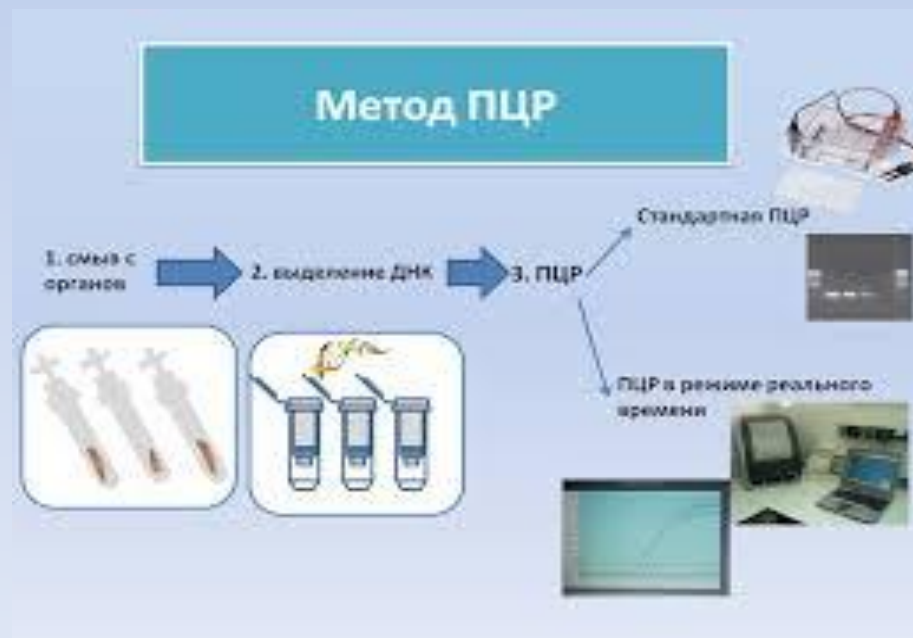 Метод ПЦР
Стандартная ПЦР
1. смыв с
органов
2. выделение ДНК
3. ПЦР
ПЦР в режиме реального
времени